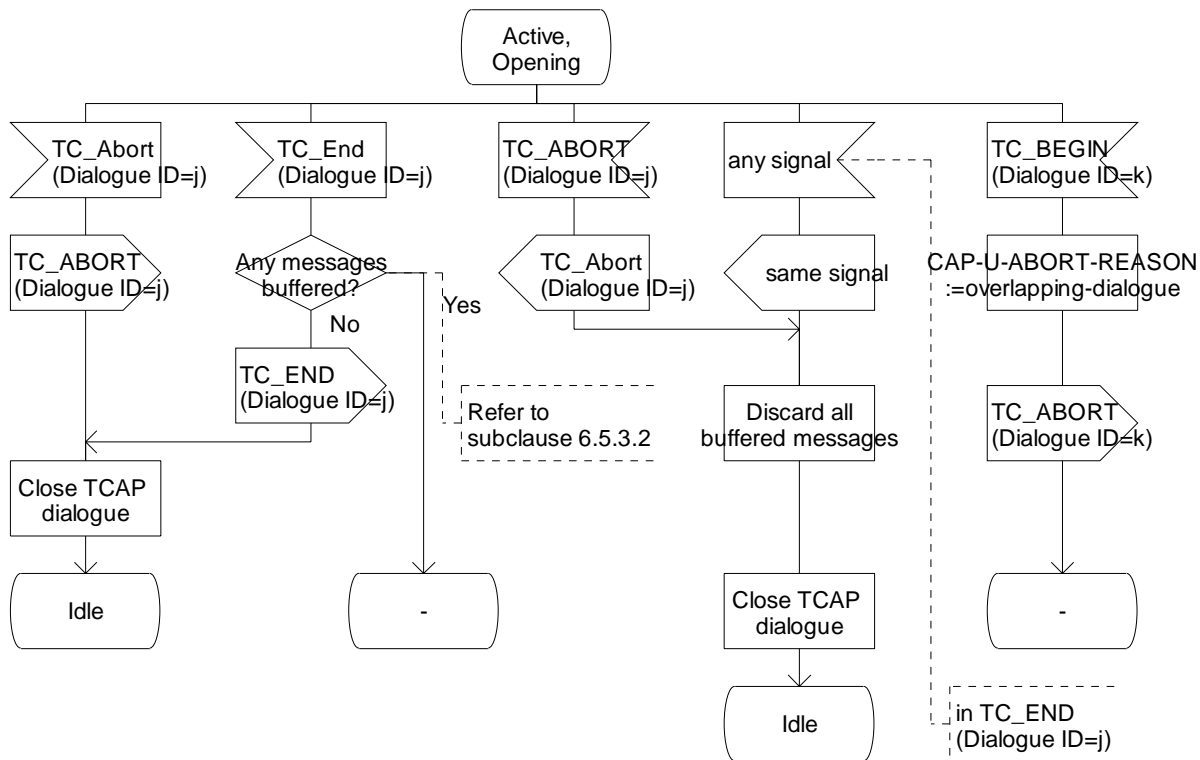 Active,
Opening
TC_Abort
(Dialogue ID=j)
TC_End
(Dialogue ID=j)
TC_ABORT
(Dialogue ID=j)
any signal
TC_BEGIN
(Dialogue ID=k)
TC_ABORT
(Dialogue ID=j)
Any messages
buffered?
TC_Abort
(Dialogue ID=j)
same signal
CAP-U-ABORT-REASON
:=overlapping-dialogue
Yes
No
TC_END
(Dialogue ID=j)
Refer to
subclause 6.5.3.2
Discard all
buffered messages
TC_ABORT
(Dialogue ID=k)
Close TCAP
dialogue
Idle
-
Close TCAP
dialogue
-
Idle
in TC_END
(Dialogue ID=j)